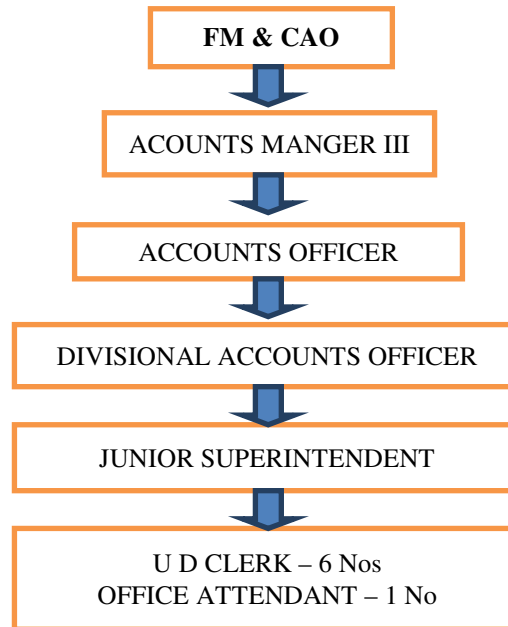 FM & CAO
ACOUNTS MANGER III
ACCOUNTS OFFICER
DIVISIONAL ACCOUNTS OFFICER
JUNIOR SUPERINTENDENT
U D CLERK – 6 Nos
OFFICE ATTENDANT – 1 No